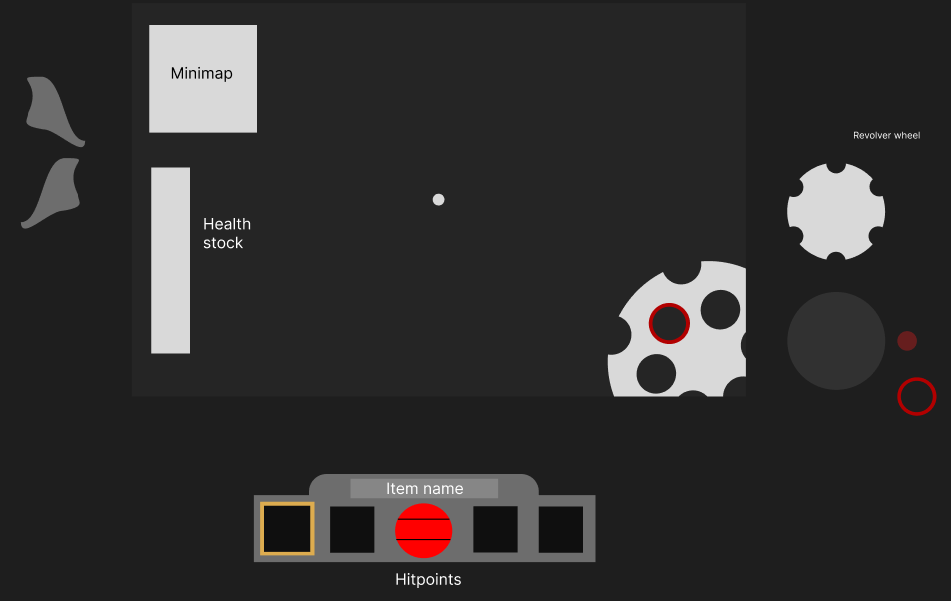 Minimap
Revolver wheel
Health
stock
Item name
Hitpoints